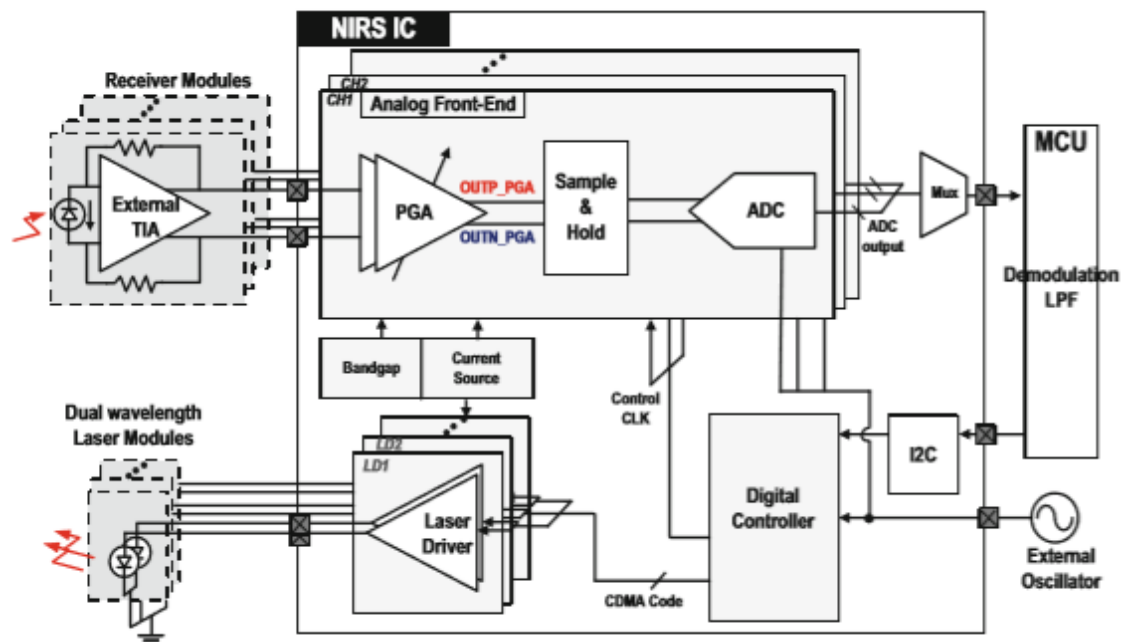 NIRS IC
Receiver Modules
External
TIA
CH2
CH1
Analog Front-End
PGA
OUTP_PGA
OUTN_PGA
Sample
&
Hold
ADC
ADC
output
Mux
MCU
Demodulation
LPF
Bandgap
Current
Source
Control
CLK
Dual wavelength
Laser Modules
LD2
LD1
Laser
Driver
CDMA Code
Digital
Controller
I2C
External
Oscillator